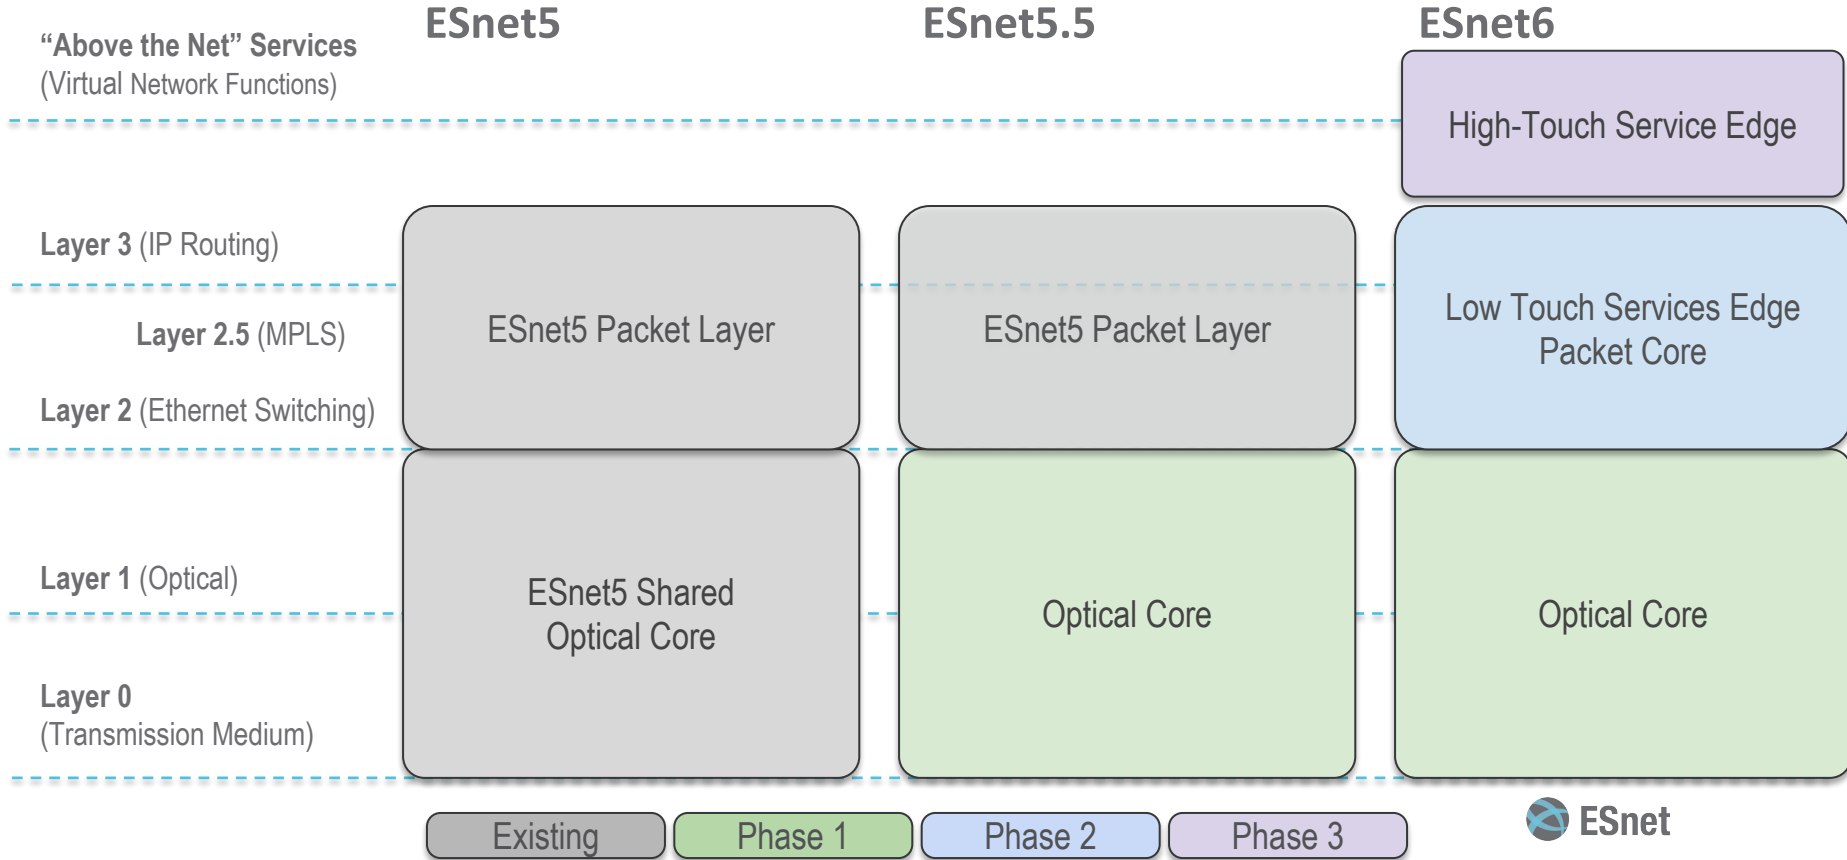 ESnet5
ESnet5.5
ESnet6
“Above the Net” Services
(Virtual Network Functions)
High-Touch Service Edge
Layer 3 (IP Routing)
Layer 2.5 (MPLS)
Layer 2 (Ethernet Switching)
ESnet5 Packet Layer
ESnet5 Packet Layer
Low Touch Services Edge
Packet Core
Layer 1 (Optical)
Layer 0
(Transmission Medium)
ESnet5 Shared
Optical Core
Optical Core
Optical Core
Existing
Phase 1
Phase 2
Phase 3
ESnet